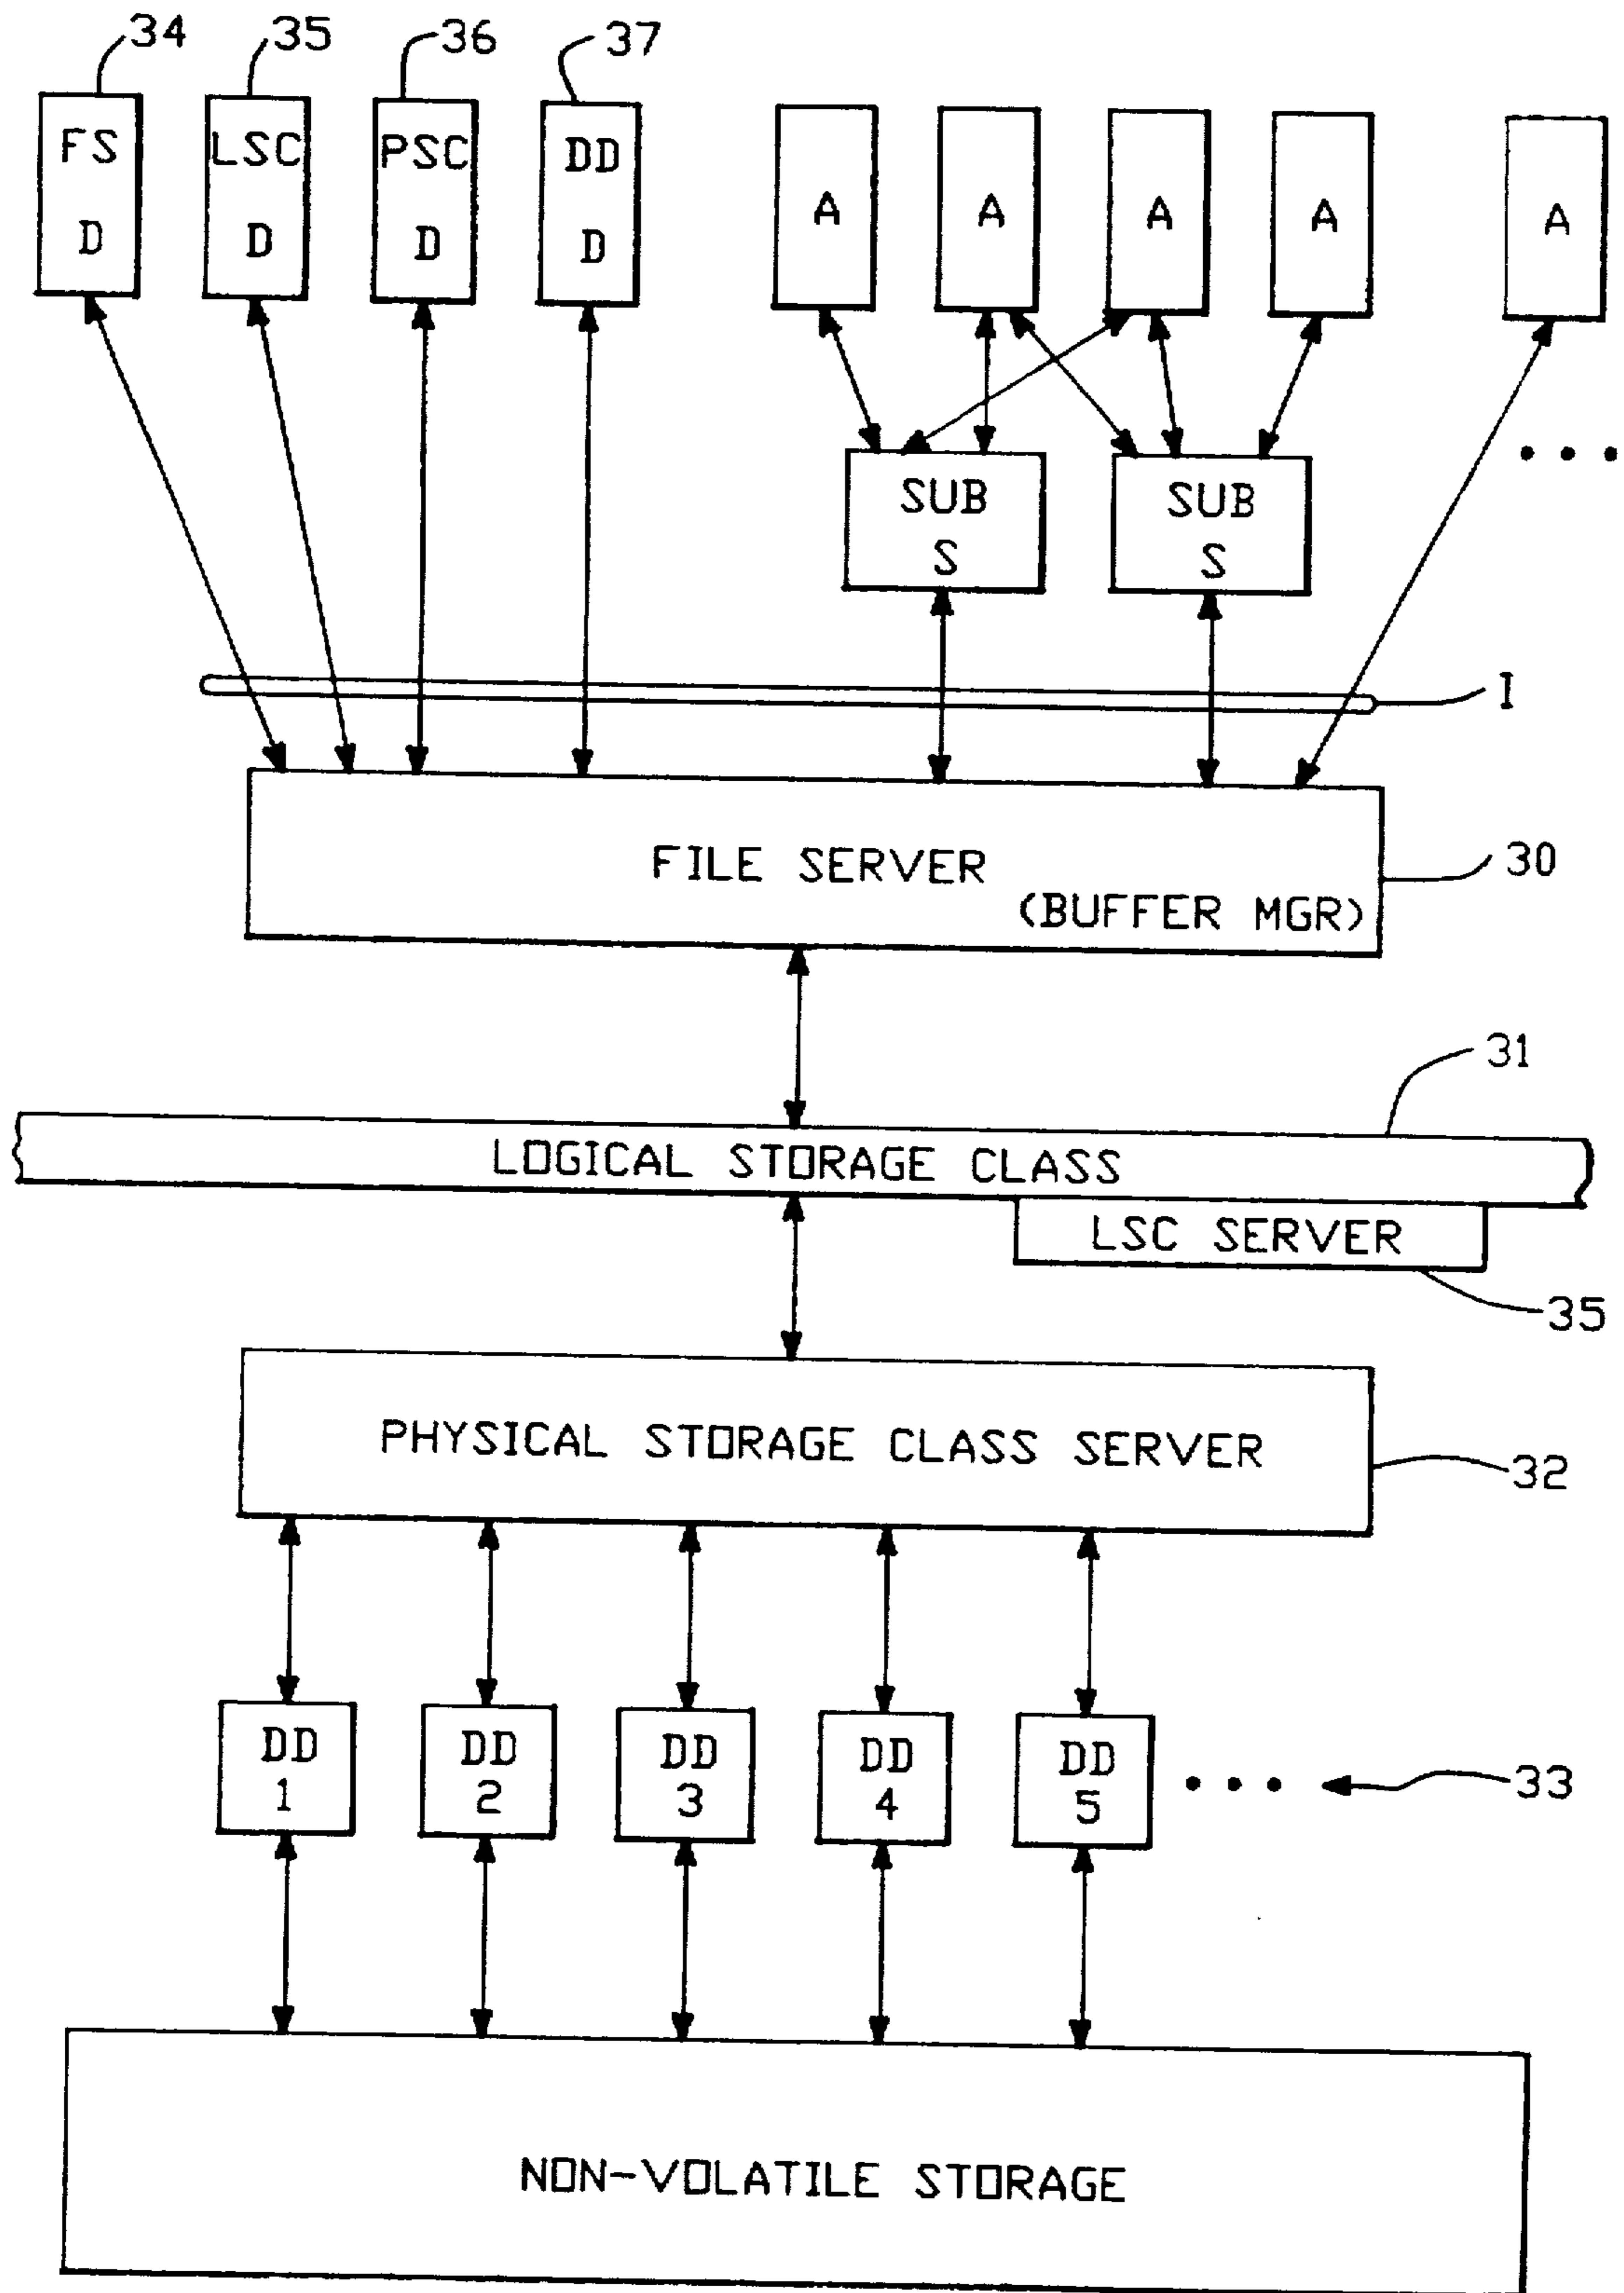 34
35
36
37
FS
D
LSC
D
PSC
D
DD
D
A
A
A
A
A
SUB
S
SUB
S
I
FILE SERVER
(BUFFER MGR)
30
31
LOGICAL STORAGE CLASS
LSC SERVER
35
PHYSICAL STORAGE CLASS SERVER
32
DD
1
DD
2
DD
3
DD
4
DD
5
33
NON-VOLATILE STORAGE